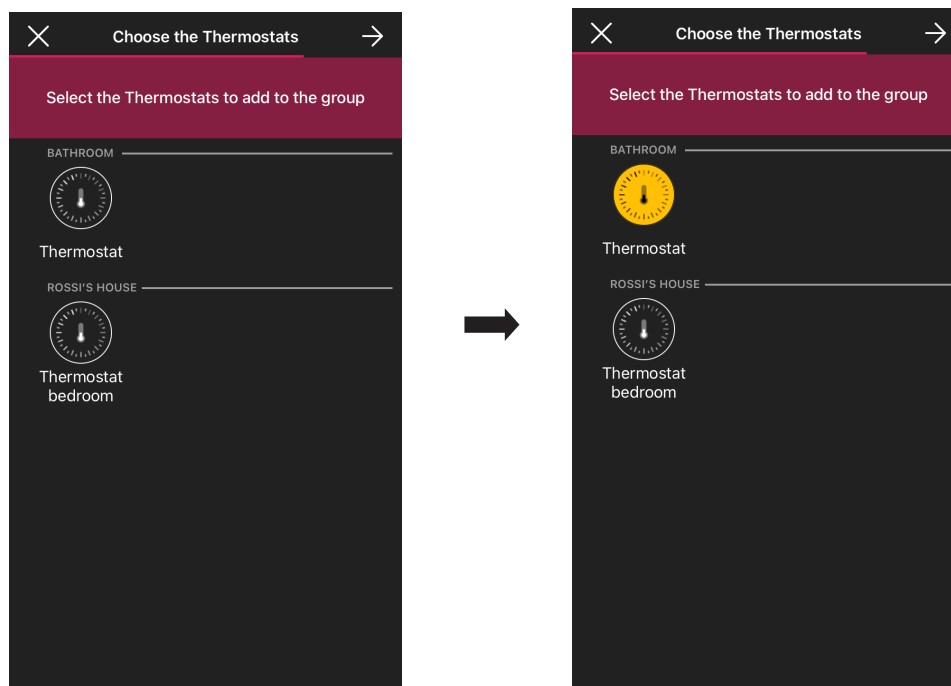 Choose the Thermostats
Select the Thermostats to add to the group
BATHROOM
Thermostat
ROSSI'S HOUSE
Thermostat
bedroom
Choose the Thermostats
Select the Thermostats to add to the group
BATHROOM
Thermostat
ROSSI'S HOUSE
Thermostat
bedroom